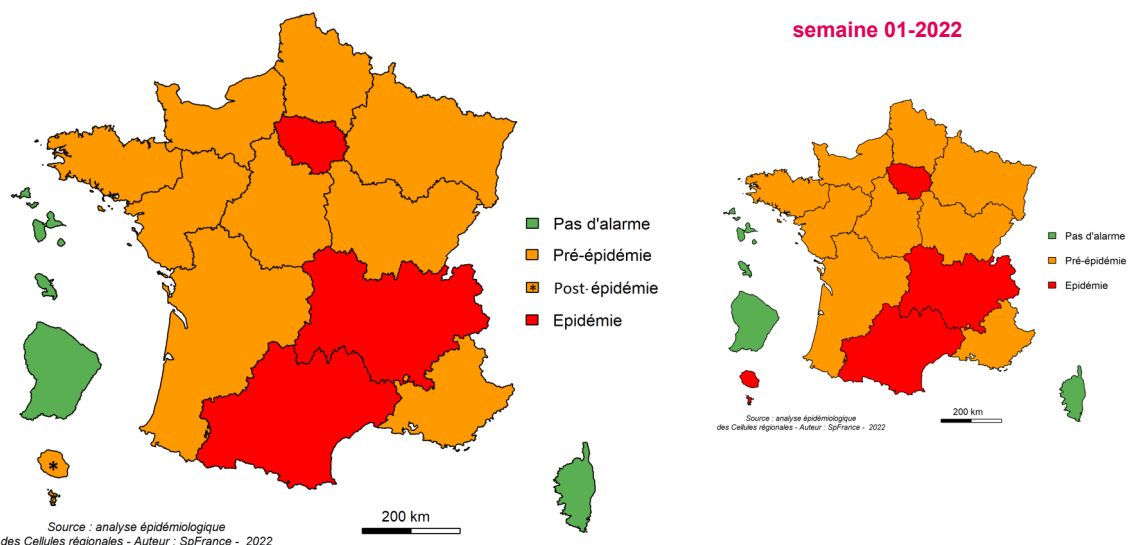 semaine 01-2022
Pas d'alarme
Pré-épidémie
* Post-épidémie
Epidémie
*
200 km
Source : analyse épidémiologique
des Cellules régionales - Auteur : SpFrance - 2022
Pas d'alarme
Pré-épidémie
Epidémie
200 km
Source : analyse épidémiologique
des Cellules régionales - Auteur : SpFrance - 2022